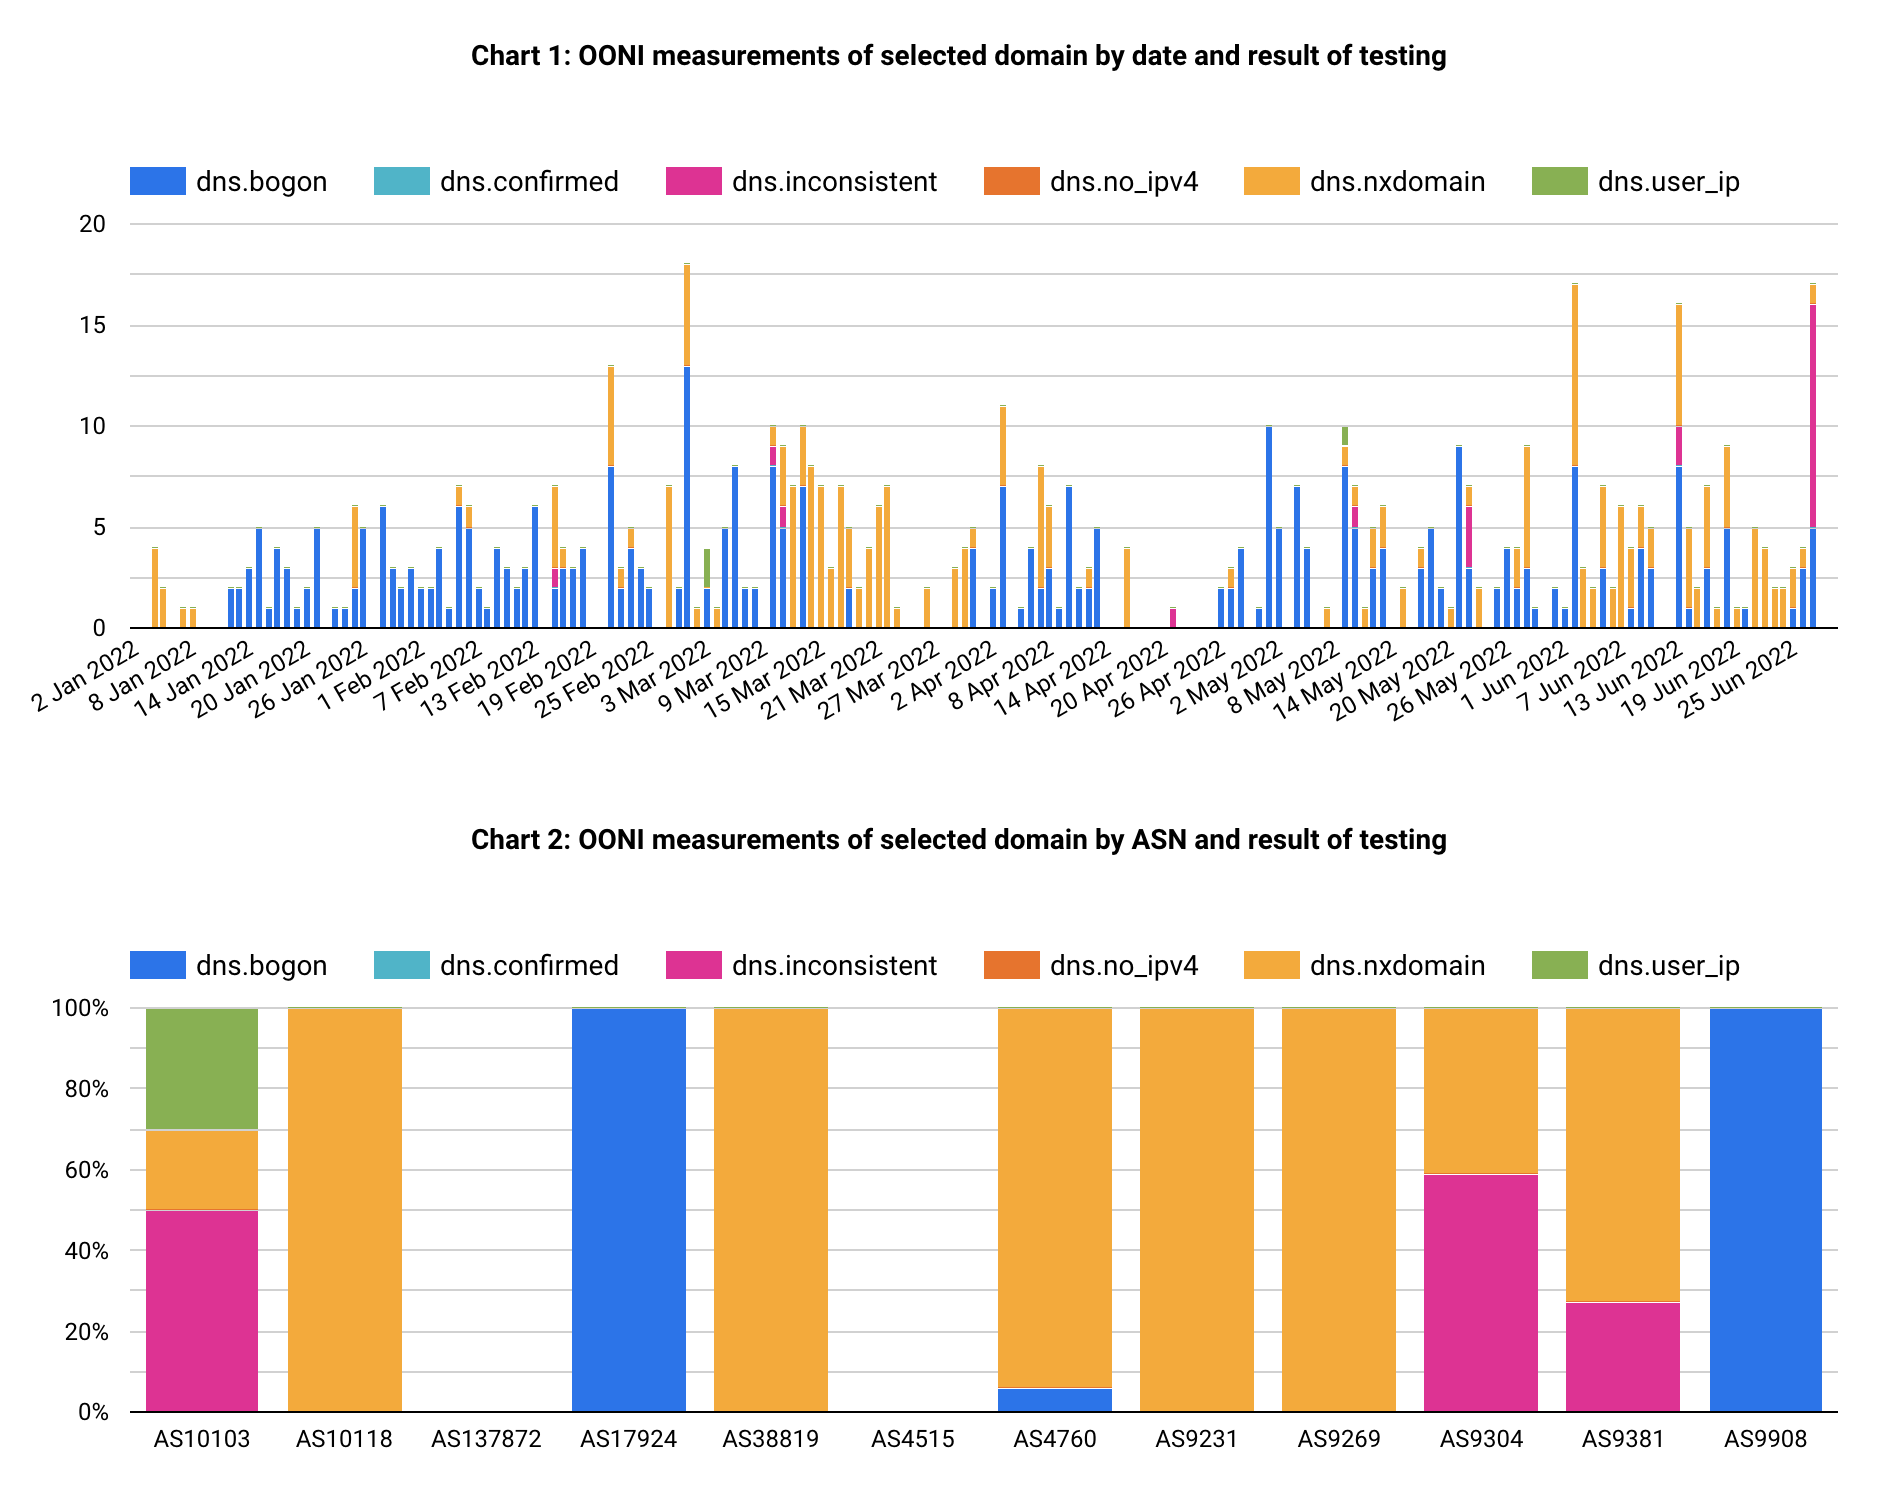 Chart 1: OONI measurements of selected domain by date and result of testing
dns.bogon dns.confirmed dns.inconsistent dns.no_ipv4 dns.nxdomain dns.user_ip
20
15
10
5
0
2 Jan 2022 8 Jan 2022 14 Jan 2022 20 Jan 2022 26 Jan 2022 1 Feb 2022 7 Feb 2022 13 Feb 2022 19 Feb 2022 25 Feb 2022 3 Mar 2022 9 Mar 2022 15 Mar 2022 21 Mar 2022 27 Mar 2022 2 Apr 2022 8 Apr 2022 14 Apr 2022 20 Apr 2022 26 Apr 2022 2 May 2022 8 May 2022 14 May 2022 20 May 2022 26 May 2022 1 Jun 2022 7 Jun 2022 13 Jun 2022 19 Jun 2022 25 Jun 2022
Chart 2: OONI measurements of selected domain by ASN and result of testing
dns.bogon dns.confirmed dns.inconsistent dns.no_ipv4 dns.nxdomain dns.user_ip
100%
80%
60%
40%
20%
0%
AS10103 AS10118 AS137872 AS17924 AS38819 AS4515 AS4760 AS9231 AS9269 AS9304 AS9381 AS9908